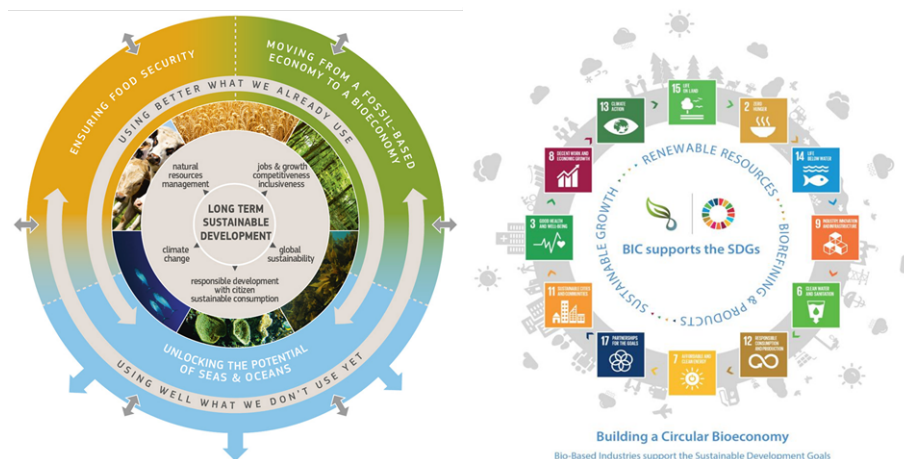 ENSURING FOOD SECURITY
MOVING FROM A FOSSIL-BASED
ECONOMY TO A BIOECONOMY
USING BETTER WHAT WE ALREADY USE
natural
resources
management
jobs & growth
competitiveness
inclusiveness
LONG TERM
SUSTAINABLE
DEVELOPMENT
climate
change
global
sustainability
responsible development
with citizen
sustainable consumption
UNLOCKING THE POTENTIAL
OF SEAS & OCEANS
USING WELL WHAT WE DON'T USE YET
15 LIFE
ON LAND
2 ZERO
HUNGER
14 LIFE
BELOW WATER
9 INDUSTRY, INNOVATION
AND INFRASTRUCTURE
6 CLEAN WATER
AND SANITATION
12 RESPONSIBLE
CONSUMPTION
AND PRODUCTION
7 AFFORDABLE AND
CLEAN ENERGY
17 PARTNERSHIPS
FOR THE GOALS
11 SUSTAINABLE CITIES
AND COMMUNITIES
3 GOOD HEALTH
AND WELL-BEING
8 DECENT WORK AND
ECONOMIC GROWTH
13 CLIMATE
ACTION
RENEWABLE RESOURCES
BIOREFINING & PRODUCTS
SUSTAINABLE GROWTH
BIC supports the SDGs
Building a Circular Bioeconomy
Bio-Based Industries support the Sustainable Development Goals